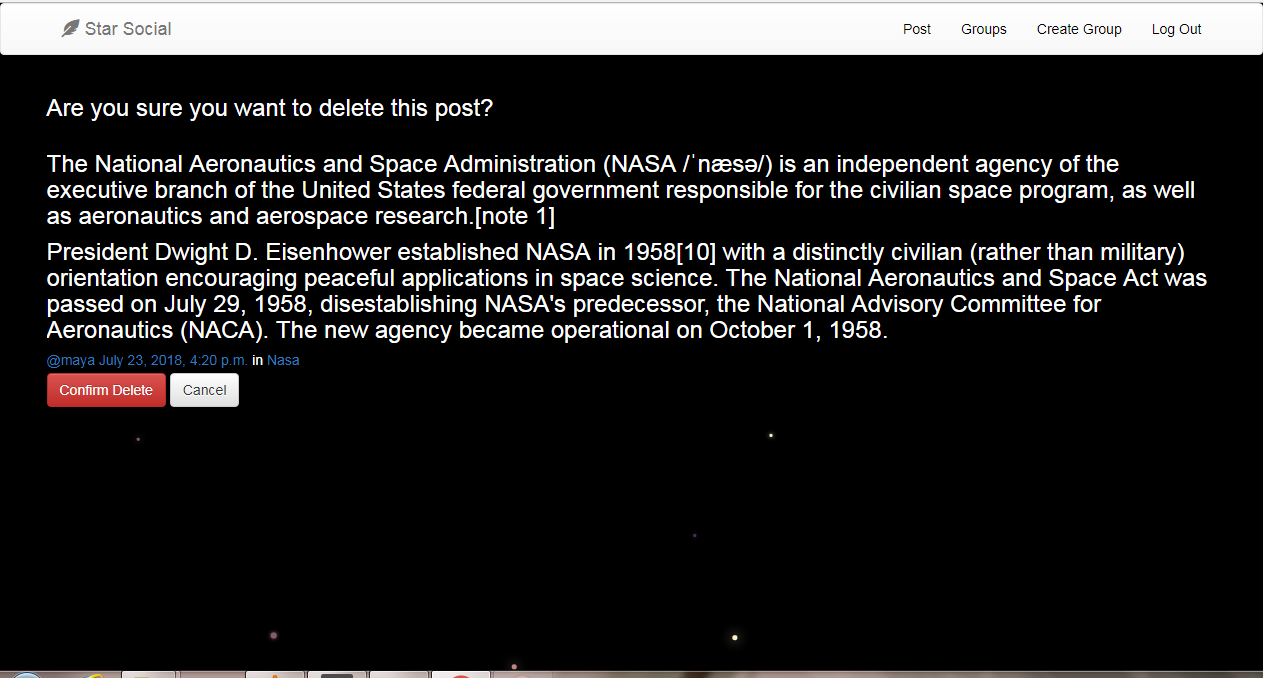 Star Social
Post Groups Create Group Log Out
Are you sure you want to delete this post?
The National Aeronautics and Space Administration (NASA /ˈnæsə/) is an independent agency of the
executive branch of the United States federal government responsible for the civilian space program, as well
as aeronautics and aerospace research.[note 1]
President Dwight D. Eisenhower established NASA in 1958[10] with a distinctly civilian (rather than military)
orientation encouraging peaceful applications in space science. The National Aeronautics and Space Act was
passed on July 29, 1958, disestablishing NASA's predecessor, the National Advisory Committee for
Aeronautics (NACA). The new agency became operational on October 1, 1958.
@maya July 23, 2018, 4:20 p.m. in Nasa
Confirm Delete Cancel